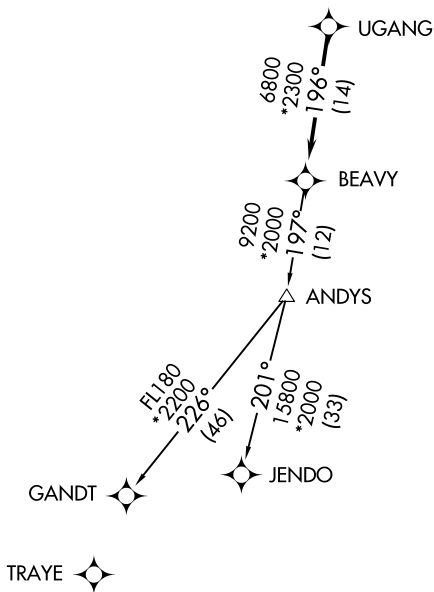 UGANG
6800
*2300
196°
(14)
BEAVY
9200
*2000
197°
(12)
ANDYS
FL180
*2200
226°
(46)
201°
15800
*2000
(33)
GANDT
JENDO
TRAYE